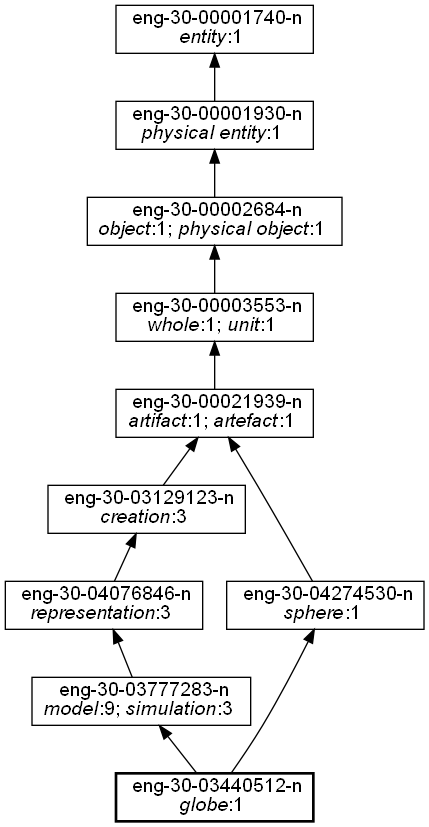 eng-30-00001740-n
entity:1
eng-30-00001930-n
physical entity:1
eng-30-00002684-n
object:1; physical object:1
eng-30-00003553-n
whole:1; unit:1
eng-30-00021939-n
artifact:1; artefact:1
eng-30-03129123-n
creation:3
eng-30-04076846-n
representation:3
eng-30-04274530-n
sphere:1
eng-30-03777283-n
model:9; simulation:3
eng-30-03440512-n
globe:1